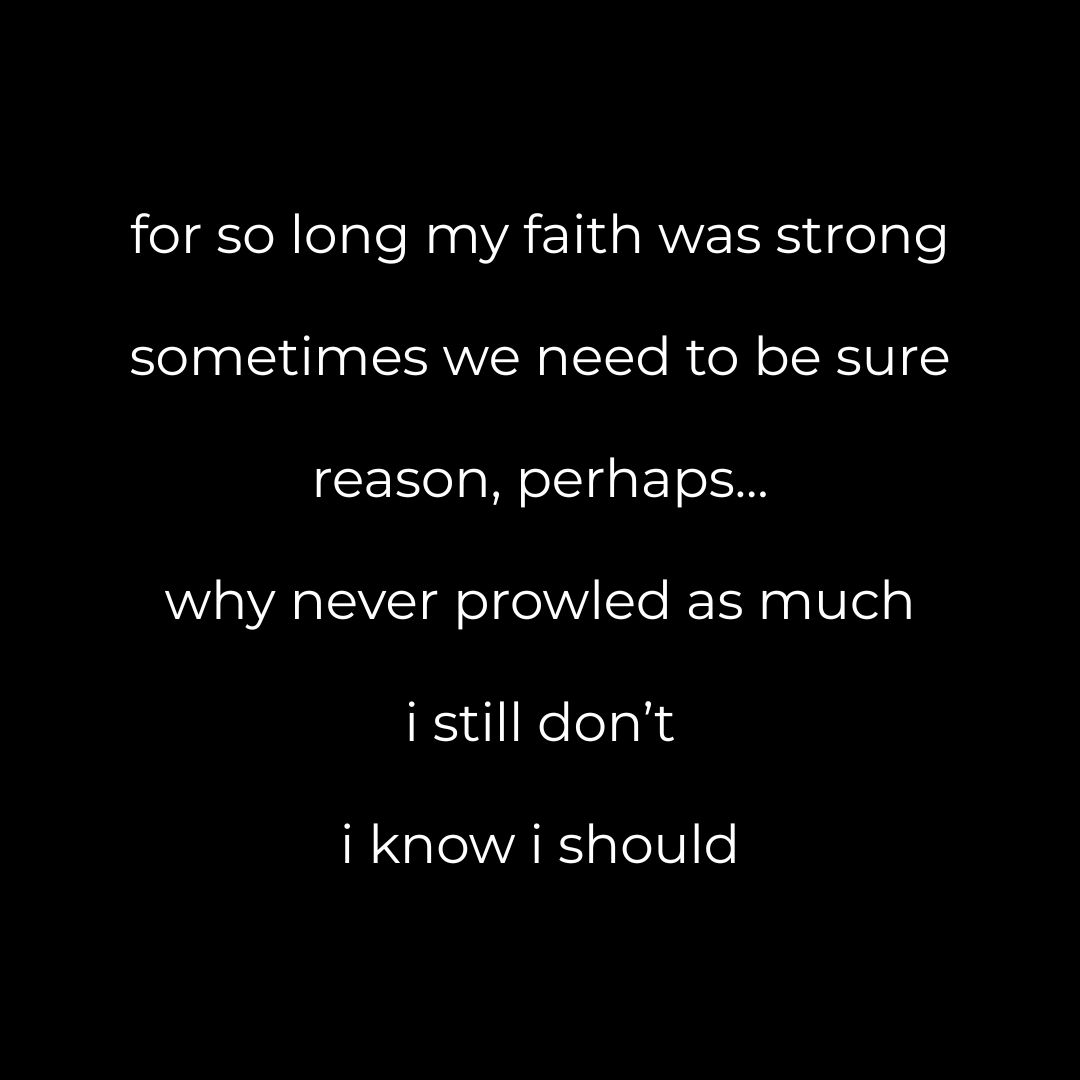 for so long my faith was strong
sometimes we need to be sure
reason, perhaps...
why never prowled as much
i still don’t
i know i should